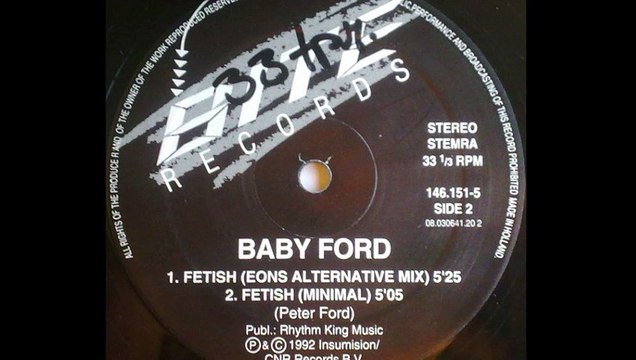 ALL RIGHTS OF THE PRODUCER AND OF THE OWNER OF THE WORK REPRODUCED RESERVED
PUBLIC PERFORMANCE AND BROADCASTING OF THIS RECORD PROHIBITED MADE IN HOLLAND
33 trn.
RECORDS
STEREO
STEMRA
33 1/3 RPM
146.151-5
SIDE 2
08.030641.20 2
BABY FORD
1. FETISH (EONS ALTERNATIVE MIX) 5'25
2. FETISH (MINIMAL) 5'05
(Peter Ford)
Publ.: Rhythm King Music
℗ & © 1992 Insumision/
CNR Records B.V.